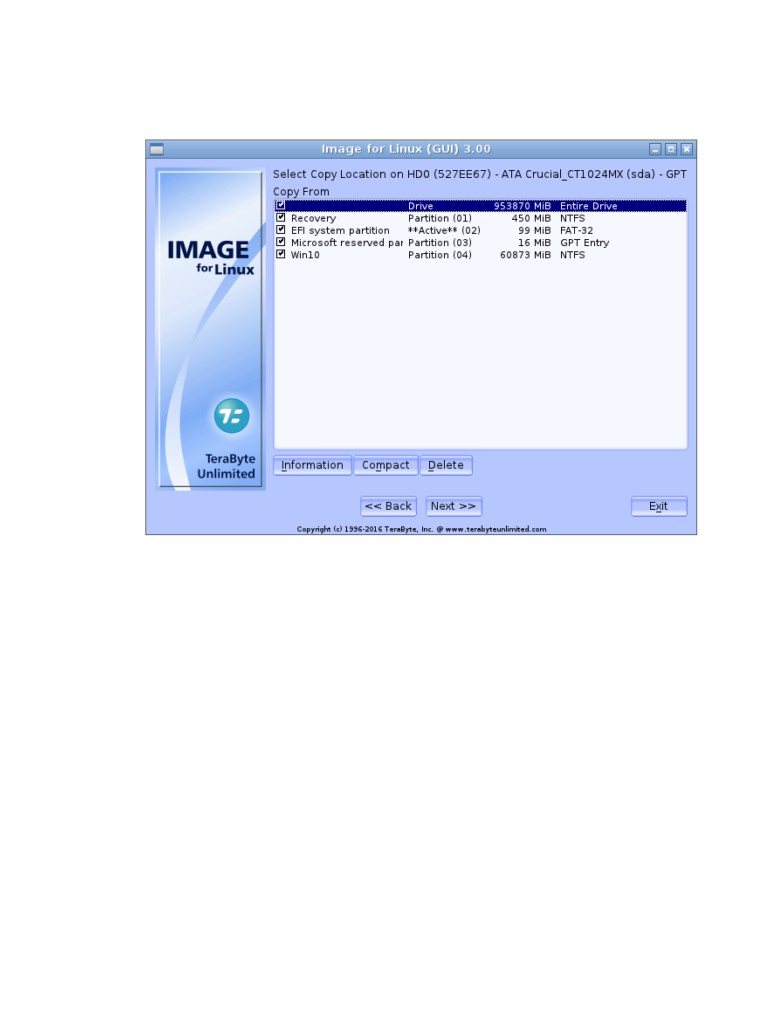 Image for Linux (GUI) 3.00
Select Copy Location on HD0 (527EE67) - ATA Crucial_CT1024MX (sda) - GPT
Copy From
Drive 953870 MiB Entire Drive
Recovery Partition (01) 450 MiB NTFS
EFI system partition **Active** (02) 99 MiB FAT-32
Microsoft reserved par Partition (03) 16 MiB GPT Entry
Win10 Partition (04) 60873 MiB NTFS
IMAGE
for Linux
TeraByte
Unlimited
Information Compact Delete
<< Back Next >> Exit
Copyright (c) 1996-2016 TeraByte, Inc. @ www.terabyteunlimited.com